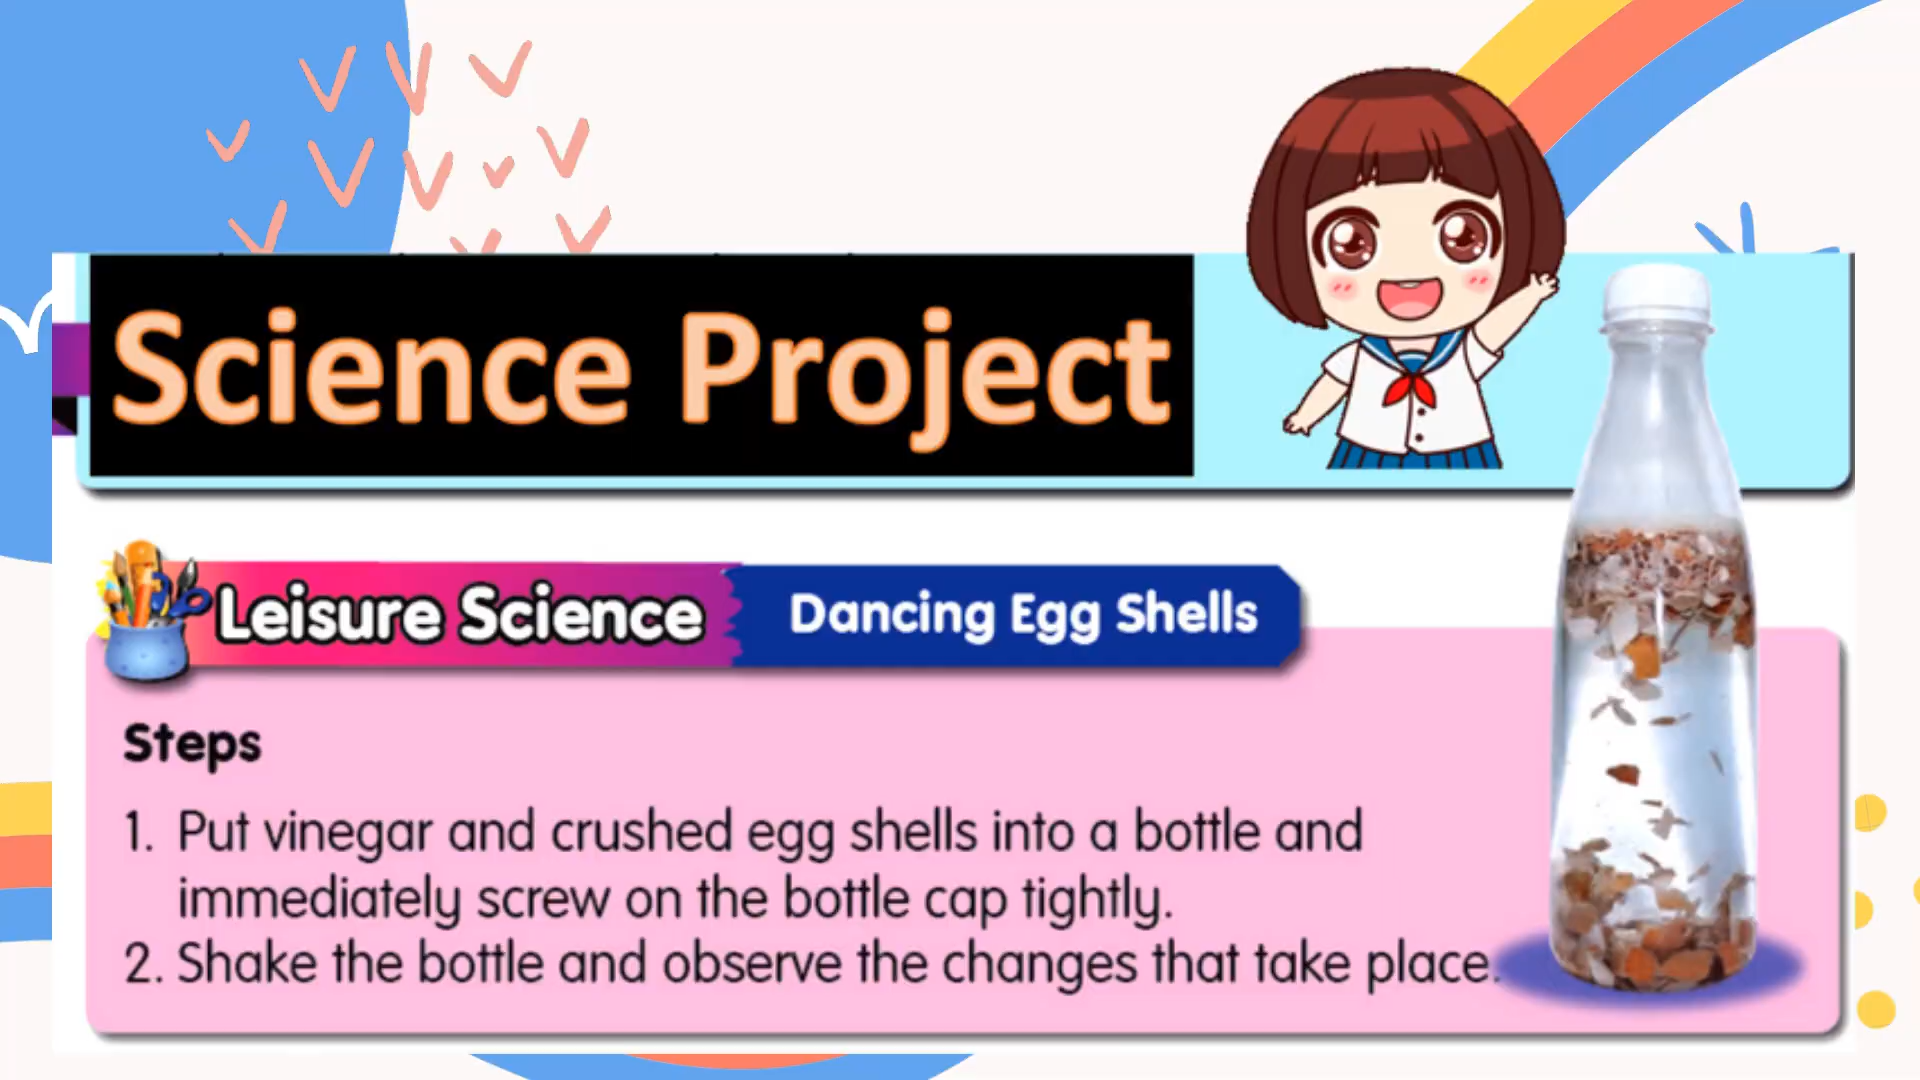 Science Project
Leisure Science
Dancing Egg Shells
Steps
1. Put vinegar and crushed egg shells into a bottle and
immediately screw on the bottle cap tightly.
2. Shake the bottle and observe the changes that take place.